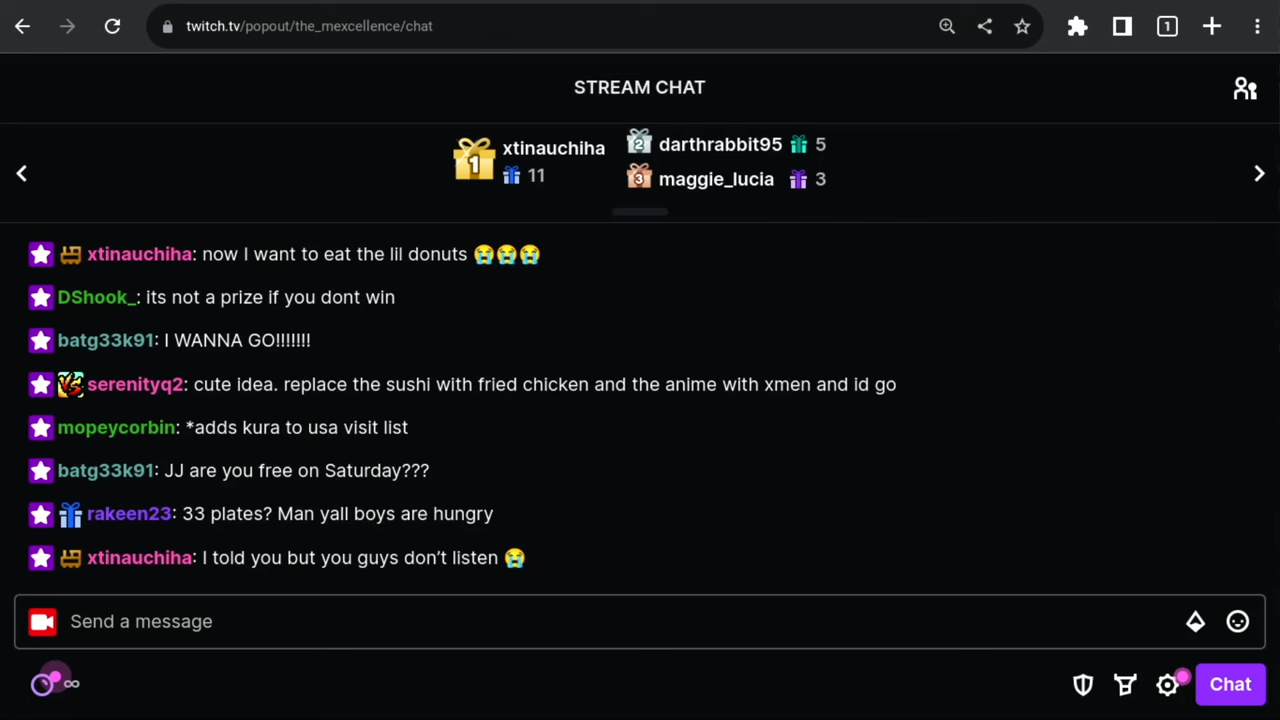 twitch.tv/popout/the_mexcellence/chat
1
STREAM CHAT
1 xtinauchiha 11
2 darthrabbit95 5
3 maggie_lucia 3
xtinauchiha: now I want to eat the lil donuts 😭😭😭
DShook_: its not a prize if you dont win
batg33k91: I WANNA GO!!!!!!!
serenityq2: cute idea. replace the sushi with fried chicken and the anime with xmen and id go
mopeycorbin: *adds kura to usa visit list
batg33k91: JJ are you free on Saturday???
rakeen23: 33 plates? Man yall boys are hungry
xtinauchiha: I told you but you guys don’t listen 😭
Send a message
∞
Chat